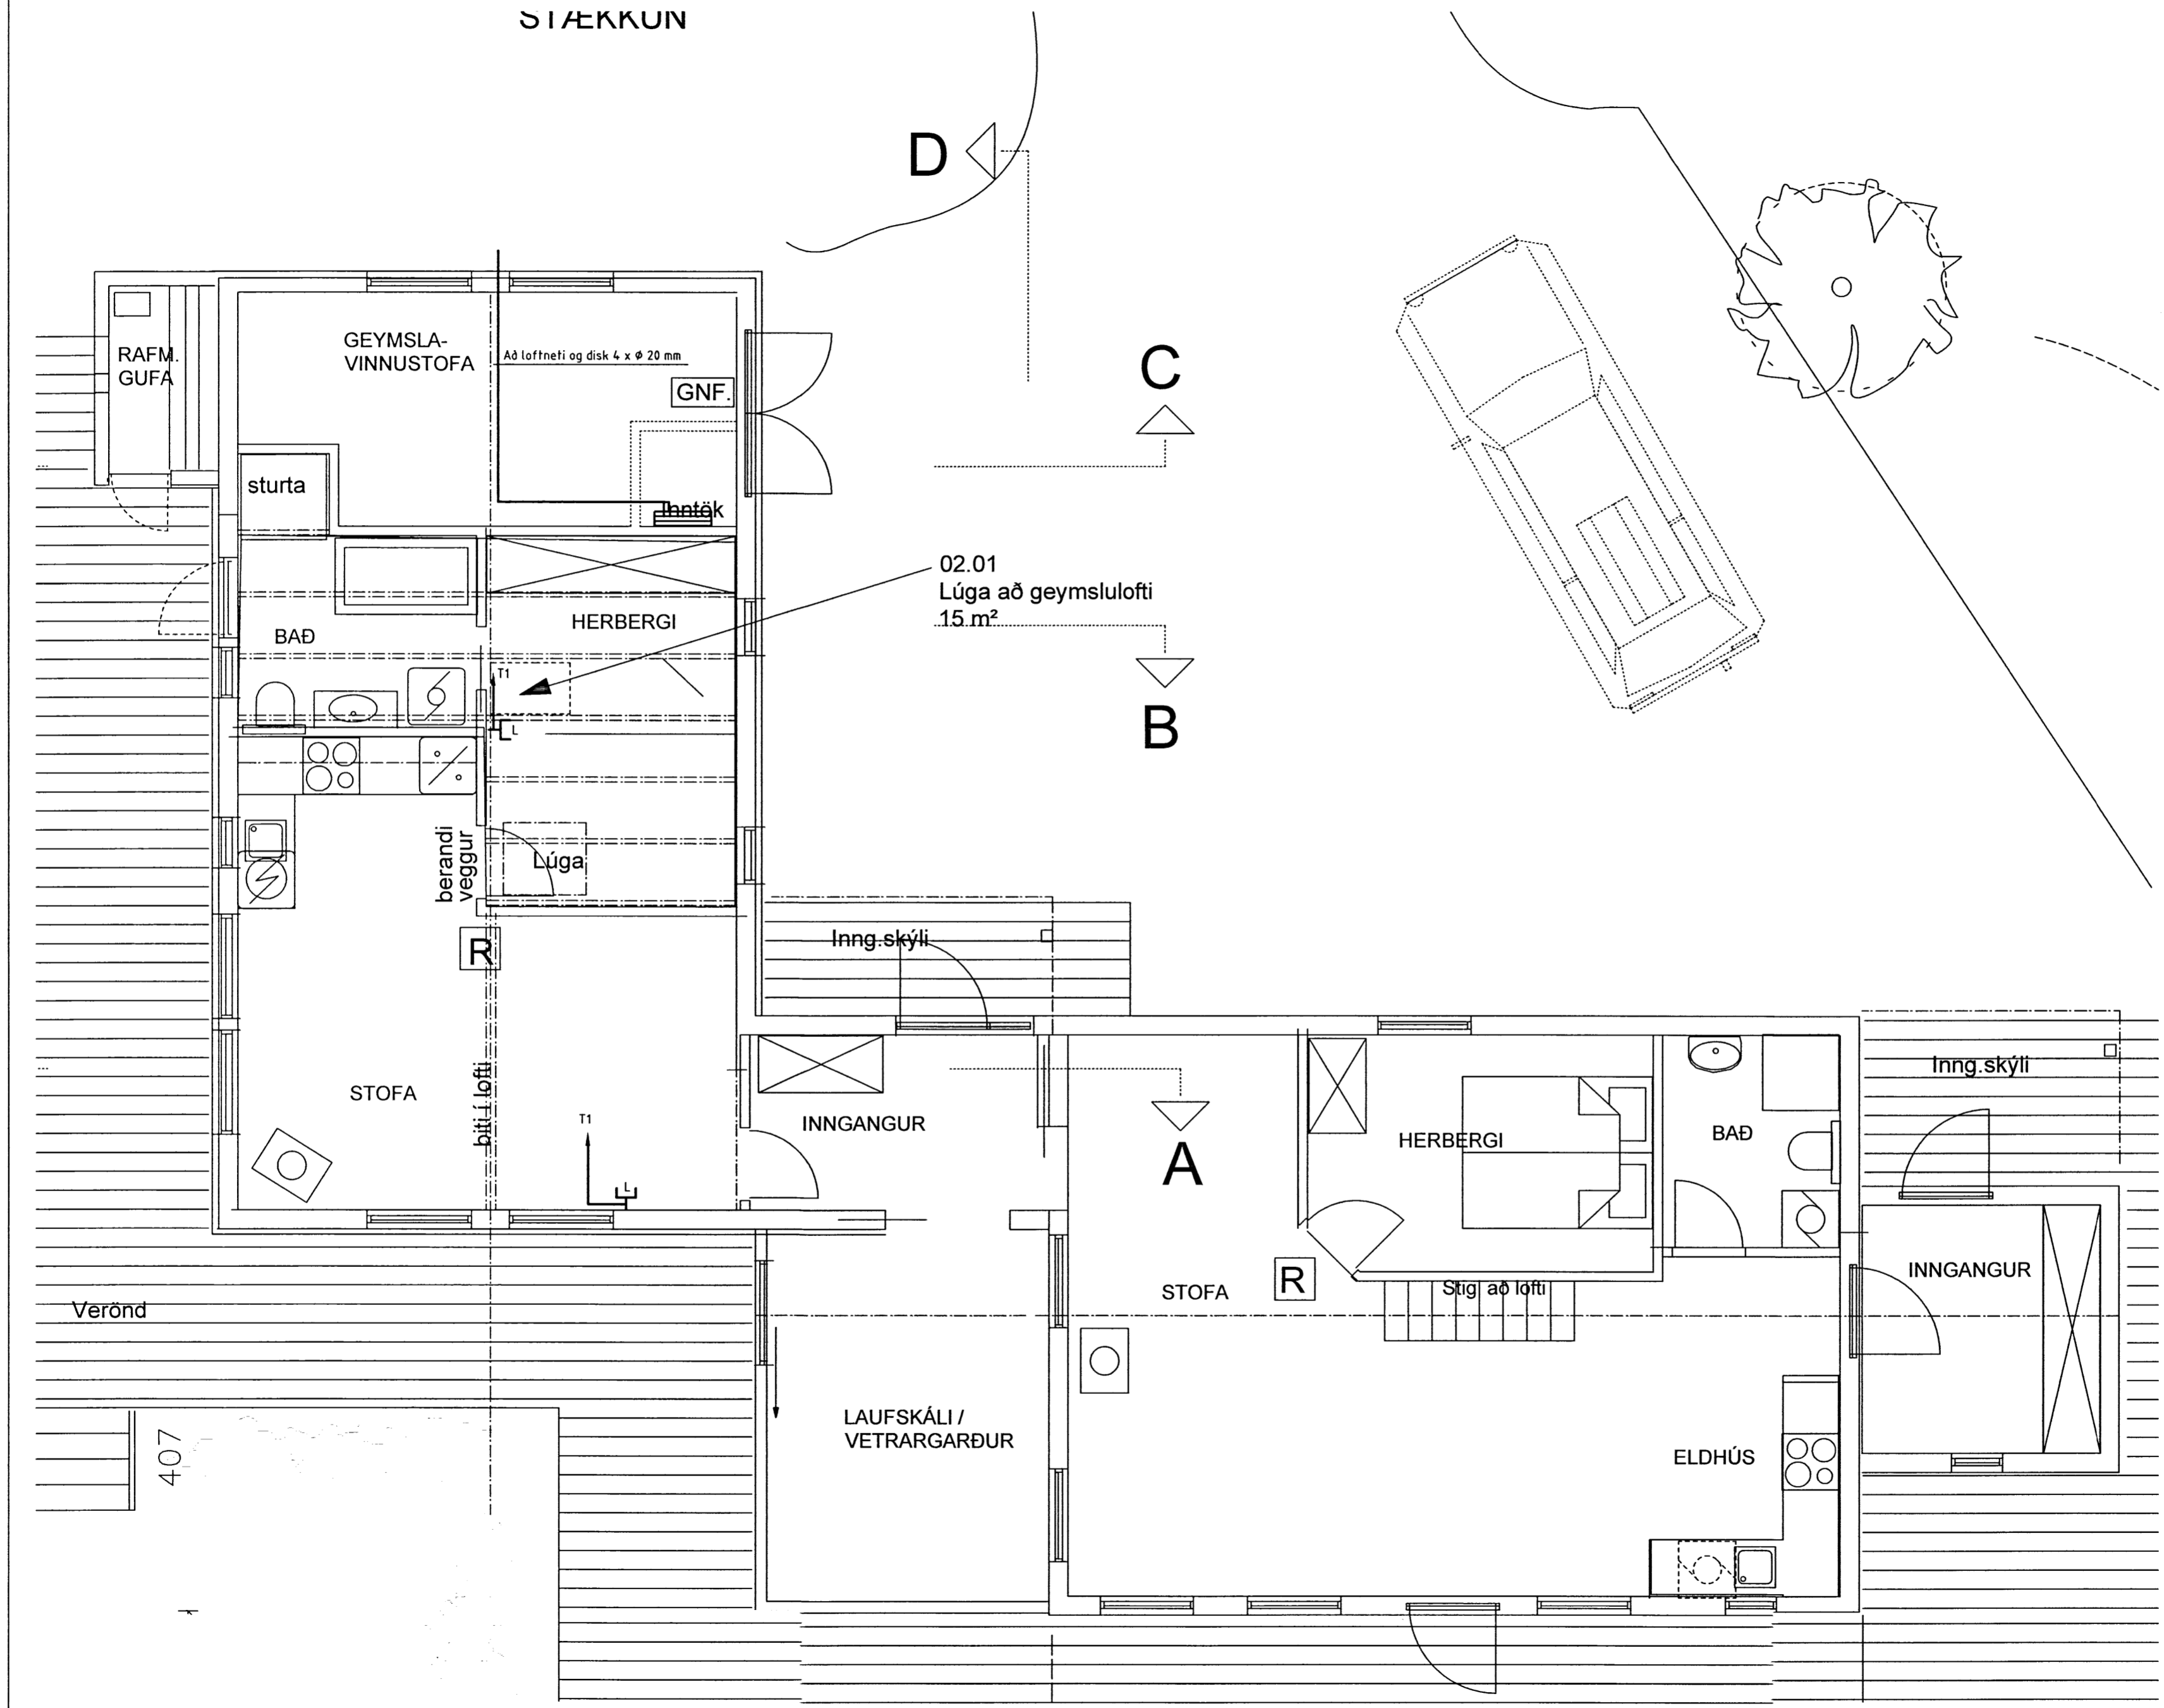 STÆKKUN
D
RAFM.
GUFA
GEYMSLA-
VINNUSTOFA
Að loftneti og disk 4 x ø 20 mm
GNF.
C
sturta
Inntök
02.01
Lúga að geymslulofti
15 m²
BAÐ
HERBERGI
T1
L
B
berandi
veggur
Lúga
R
Inng.skýli
STOFA
biti í lofti
T1
L
INNGANGUR
A
HERBERGI
BAÐ
Inng.skýli
INNGANGUR
STOFA
R
Stig að lofti
Verönd
LAUFSKÁLI /
VETRARGARÐUR
ELDHÚS
407